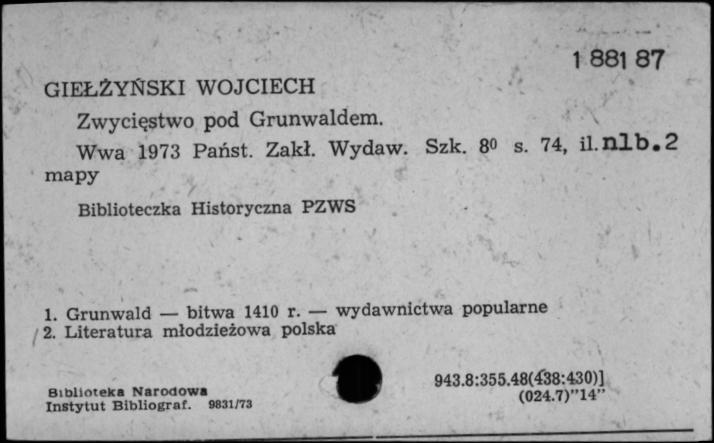 1 881 87
GIEŁŻYŃSKI WOJCIECH
Zwycięstwo pod Grunwaldem.
Wwa 1973 Państ. Zakł. Wydaw. Szk. 8⁰ s. 74, il. nlb.2
mapy
Biblioteczka Historyczna PZWS
1. Grunwald — bitwa 1410 r. — wydawnictwa popularne
2. Literatura młodzieżowa polska
943.8:355.48(438:430)]
(024.7)"14"
Biblioteka Narodowa
Instytut Bibliograf. 9831/73